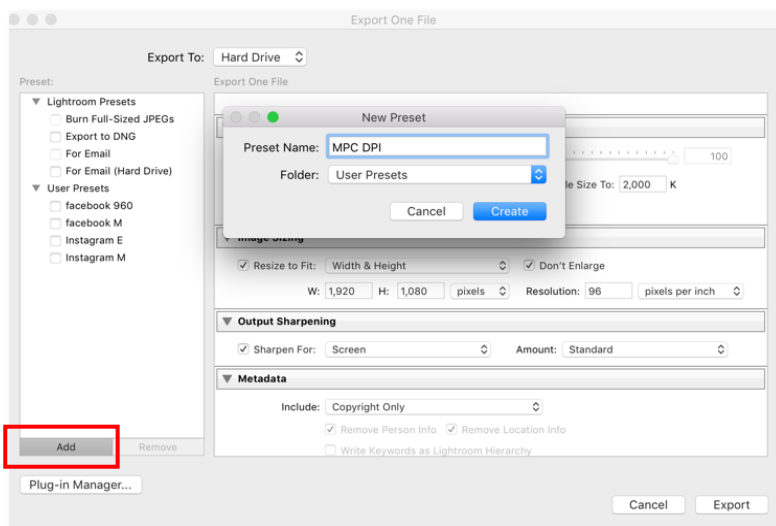 Export One File
Export To: Hard Drive
Preset: Export One File
Lightroom Presets
Burn Full-Sized JPEGs
Export to DNG
For Email
For Email (Hard Drive)
User Presets
facebook 960
facebook M
Instagram E
Instagram M
New Preset
Preset Name: MPC DPI
Folder: User Presets
Cancel Create
100
Size To: 2,000 K
Image Sizing
Resize to Fit: Width & Height Don't Enlarge
W: 1,920 H: 1,080 pixels Resolution: 96 pixels per inch
Output Sharpening
Sharpen For: Screen Amount: Standard
Metadata
Include: Copyright Only
Remove Person Info Remove Location Info
Write Keywords as Lightroom Hierarchy
Add Remove
Plug-in Manager...
Cancel Export